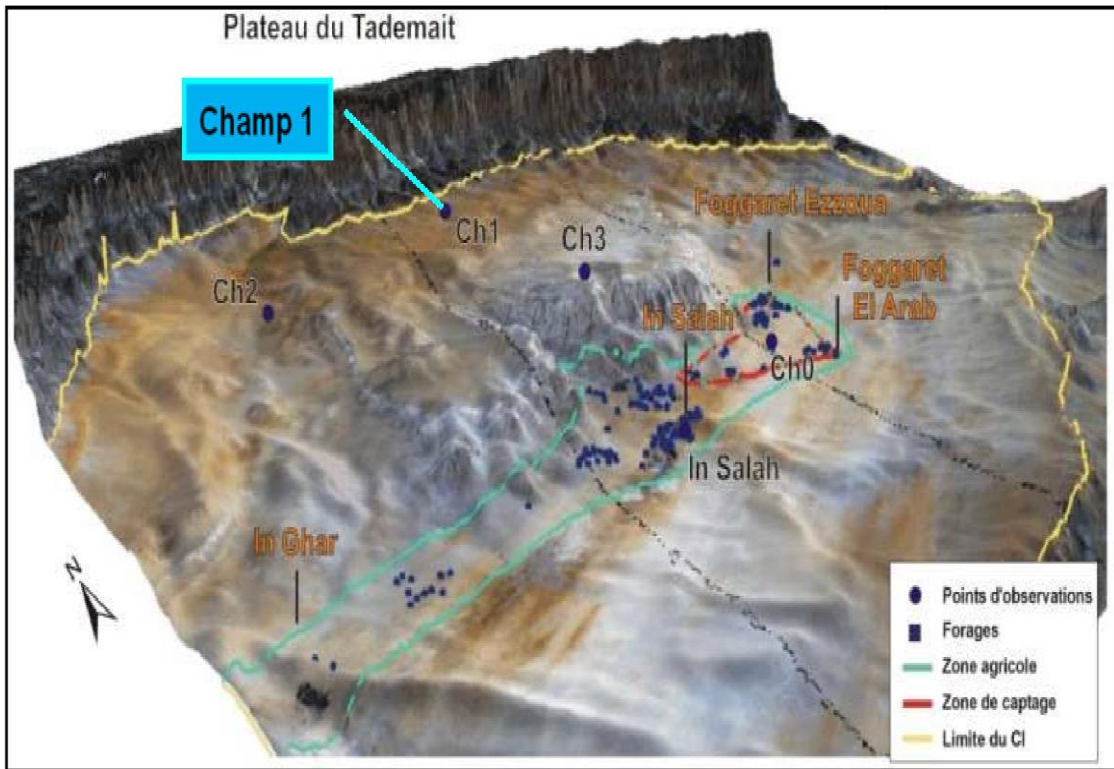 Plateau du Tademait
Champ 1
Ch1
Ch3
Ch2
Foggaret Ezzoua
Foggaret
El Arab
In Salah
Ch0
In Salah
In Ghar
N
Points d'observations
Forages
Zone agricole
Zone de captage
Limite du CI